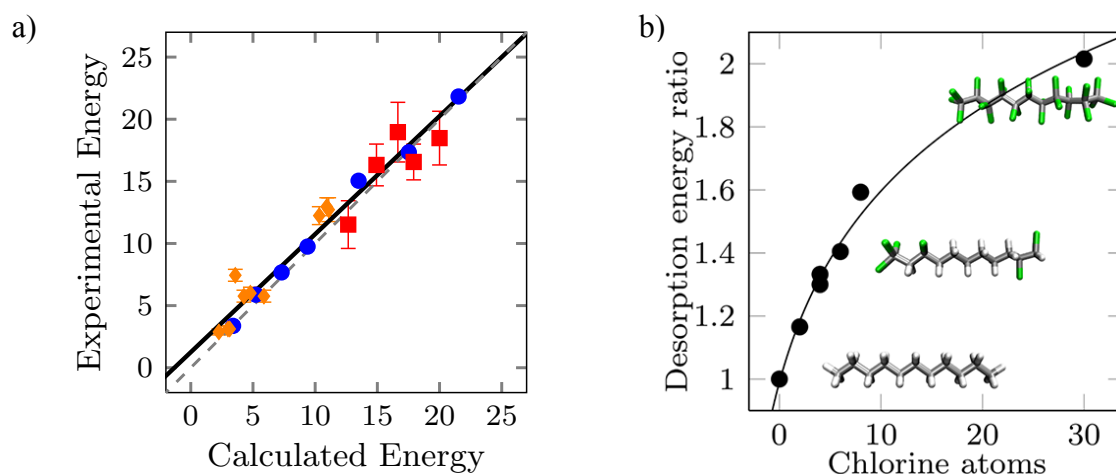 a)
Experimental Energy
25
20
15
10
5
0
0 5 10 15 20 25
Calculated Energy
b)
Desorption energy ratio
2
1.8
1.6
1.4
1.2
1
0 10 20 30
Chlorine atoms